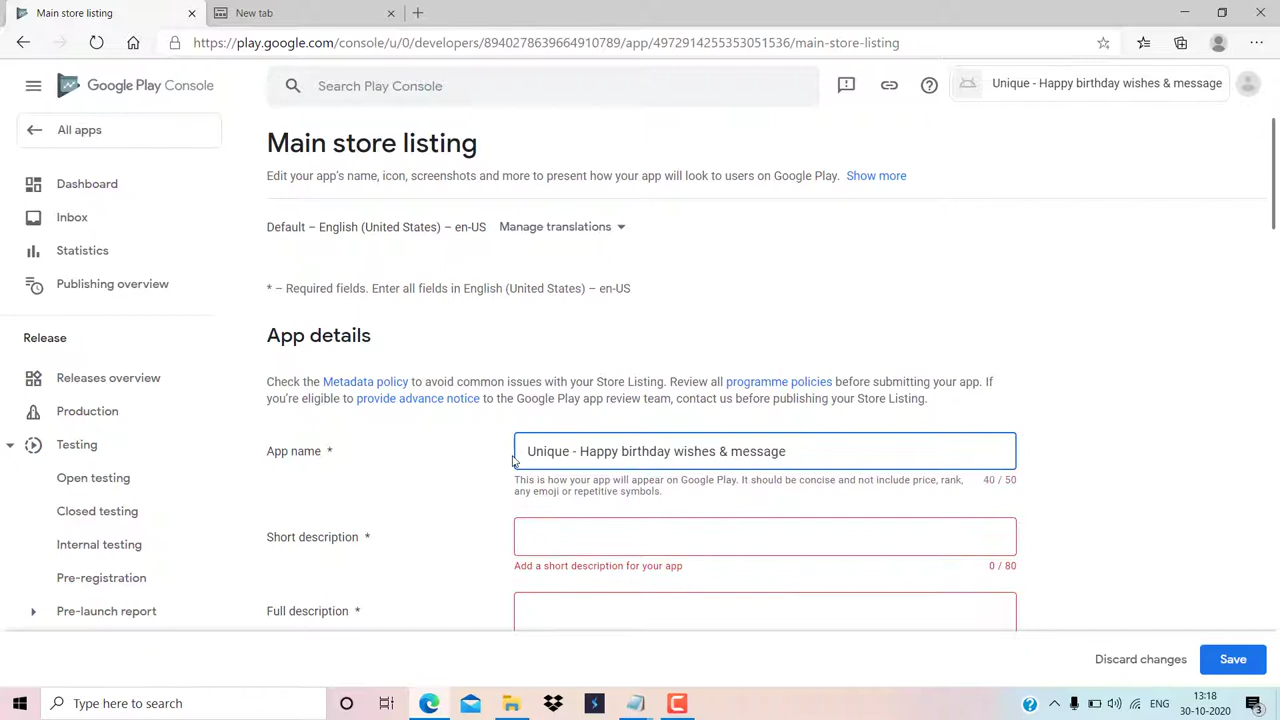 Main store listing
New tab
https://play.google.com/console/u/0/developers/8940278639664910789/app/4972914255353051536/main-store-listing
Google Play Console
Search Play Console
Unique - Happy birthday wishes & message
All apps
Main store listing
Edit your app's name, icon, screenshots and more to present how your app will look to users on Google Play. Show more
Dashboard
Inbox
Default – English (United States) – en-US Manage translations
Statistics
Publishing overview
* – Required fields. Enter all fields in English (United States) – en-US
Release
App details
Releases overview
Check the Metadata policy to avoid common issues with your Store Listing. Review all programme policies before submitting your app. If
you're eligible to provide advance notice to the Google Play app review team, contact us before publishing your Store Listing.
Production
Testing
App name *
Unique - Happy birthday wishes & message
This is how your app will appear on Google Play. It should be concise and not include price, rank, 40 / 50
any emoji or repetitive symbols.
Open testing
Closed testing
Short description *
Internal testing
Add a short description for your app 0 / 80
Pre-registration
Pre-launch report
Full description *
Discard changes
Save
Type here to search
ENG
13:18
30-10-2020
3